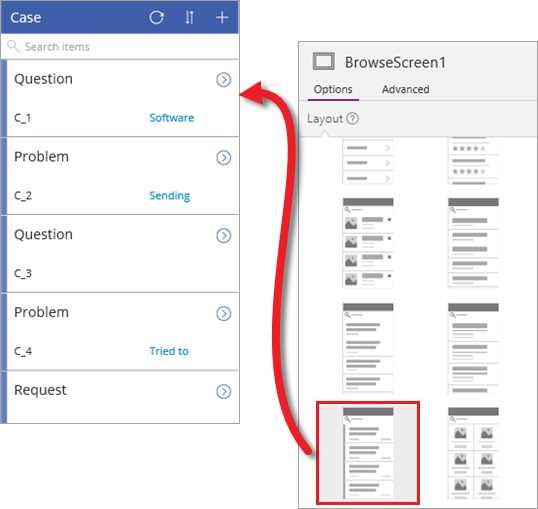 Case
Search items
Question
C_1 Software
Problem
C_2 Sending
Question
C_3
Problem
C_4 Tried to
Request
BrowseScreen1
Options Advanced
Layout